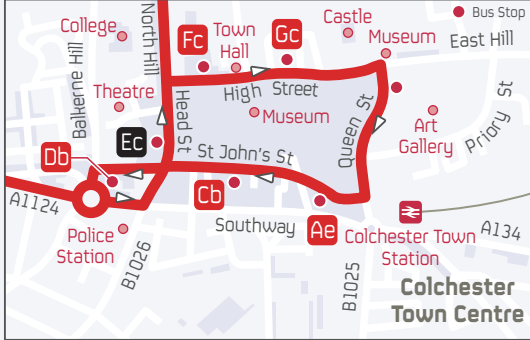 College
North Hill
Fc
Town
Hall
Gc
Castle
Museum
Bus Stop
East Hill
Balkerne Hill
Theatre
High Street
Museum
Queen St
Art
Gallery
Priory St
Ec
Head St
St John's St
Db
Cb
Ae
A1124
Police
Station
B1026
Southway
B1025
Colchester Town
Station
A134
Colchester
Town Centre